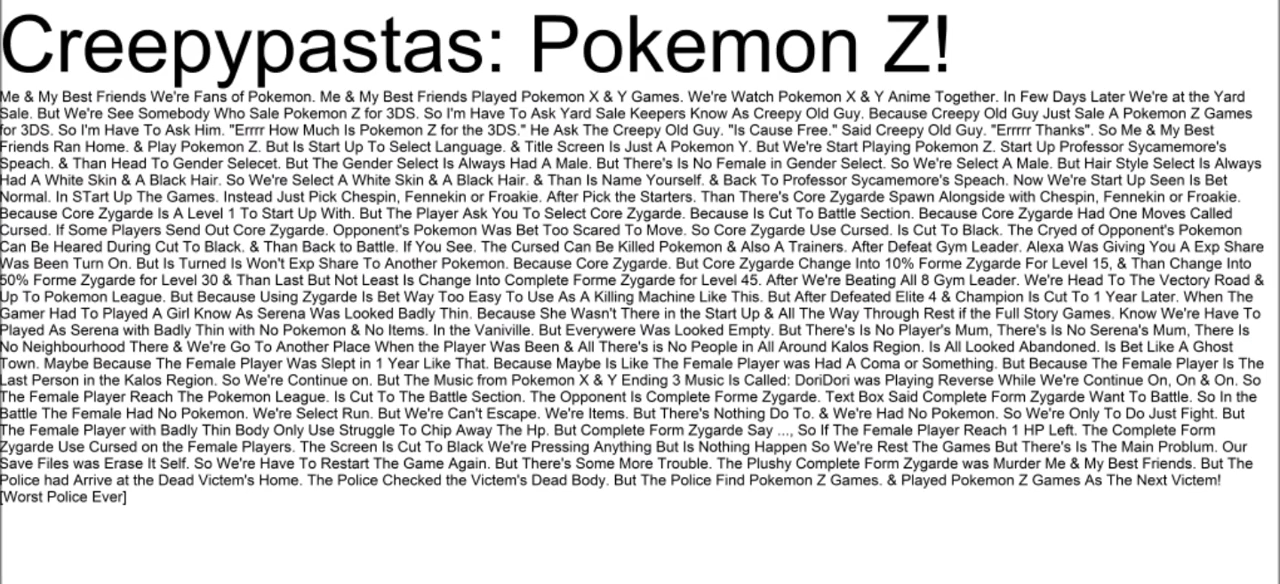 Creepypastas: Pokemon Z!
Me & My Best Friends We're Fans of Pokemon. Me & My Best Friends Played Pokemon X & Y Games. We're Watch Pokemon X & Y Anime Together. In Few Days Later We're at the Yard
Sale. But We're See Somebody Who Sale Pokemon Z for 3DS. So I'm Have To Ask Yard Sale Keepers Know As Creepy Old Guy. Because Creepy Old Guy Just Sale A Pokemon Z Games
for 3DS. So I'm Have To Ask Him. "Errrr How Much Is Pokemon Z for the 3DS." He Ask The Creepy Old Guy. "Is Cause Free." Said Creepy Old Guy. "Errrrr Thanks". So Me & My Best
Friends Ran Home. & Play Pokemon Z. But Is Start Up To Select Language. & Title Screen Is Just A Pokemon Y. But We're Start Playing Pokemon Z. Start Up Professor Sycamemore's
Speach. & Than Head To Gender Selecet. But The Gender Select Is Always Had A Male. But There's Is No Female in Gender Select. So We're Select A Male. But Hair Style Select Is Always
Had A White Skin & A Black Hair. So We're Select A White Skin & A Black Hair. & Than Is Name Yourself. & Back To Professor Sycamemore's Speach. Now We're Start Up Seen Is Bet
Normal. In STart Up The Games. Instead Just Pick Chespin, Fennekin or Froakie. After Pick the Starters. Than There's Core Zygarde Spawn Alongside with Chespin, Fennekin or Froakie.
Because Core Zygarde Is A Level 1 To Start Up With. But The Player Ask You To Select Core Zygarde. Because Is Cut To Battle Section. Because Core Zygarde Had One Moves Called
Cursed. If Some Players Send Out Core Zygarde. Opponent's Pokemon Was Bet Too Scared To Move. So Core Zygarde Use Cursed. Is Cut To Black. The Cryed of Opponent's Pokemon
Can Be Heared During Cut To Black. & Than Back to Battle. If You See. The Cursed Can Be Killed Pokemon & Also A Trainers. After Defeat Gym Leader. Alexa Was Giving You A Exp Share
Was Been Turn On. But Is Turned Is Won't Exp Share To Another Pokemon. Because Core Zygarde. But Core Zygarde Change Into 10% Forme Zygarde For Level 15, & Than Change Into
50% Forme Zygarde for Level 30 & Than Last But Not Least Is Change Into Complete Forme Zygarde for Level 45. After We're Beating All 8 Gym Leader. We're Head To The Vectory Road &
Up To Pokemon League. But Because Using Zygarde Is Bet Way Too Easy To Use As A Killing Machine Like This. But After Defeated Elite 4 & Champion Is Cut To 1 Year Later. When The
Gamer Had To Played A Girl Know As Serena Was Looked Badly Thin. Because She Wasn't There in the Start Up & All The Way Through Rest if the Full Story Games. Know We're Have To
Played As Serena with Badly Thin with No Pokemon & No Items. In the Vaniville. But Everywere Was Looked Empty. But There's Is No Player's Mum, There's Is No Serena's Mum, There Is
No Neighbourhood There & We're Go To Another Place When the Player Was Been & All There's is No People in All Around Kalos Region. Is All Looked Abandoned. Is Bet Like A Ghost
Town. Maybe Because The Female Player Was Slept in 1 Year Like That. Because Maybe Is Like The Female Player was Had A Coma or Something. But Because The Female Player Is The
Last Person in the Kalos Region. So We're Continue on. But The Music from Pokemon X & Y Ending 3 Music Is Called: DoriDori was Playing Reverse While We're Continue On, On & On. So
The Female Player Reach The Pokemon League. Is Cut To The Battle Section. The Opponent Is Complete Forme Zygarde. Text Box Said Complete Form Zygarde Want To Battle. So In the
Battle The Female Had No Pokemon. We're Select Run. But We're Can't Escape. We're Items. But There's Nothing Do To. & We're Had No Pokemon. So We're Only To Do Just Fight. But
The Female Player with Badly Thin Body Only Use Struggle To Chip Away The Hp. But Complete Form Zygarde Say ..., So If The Female Player Reach 1 HP Left. The Complete Form
Zygarde Use Cursed on the Female Players. The Screen Is Cut To Black We're Pressing Anything But Is Nothing Happen So We're Rest The Games But There's Is The Main Problum. Our
Save Files was Erase It Self. So We're Have To Restart The Game Again. But There's Some More Trouble. The Plushy Complete Form Zygarde was Murder Me & My Best Friends. But The
Police had Arrive at the Dead Victem's Home. The Police Checked the Victem's Dead Body. But The Police Find Pokemon Z Games. & Played Pokemon Z Games As The Next Victem!
[Worst Police Ever]